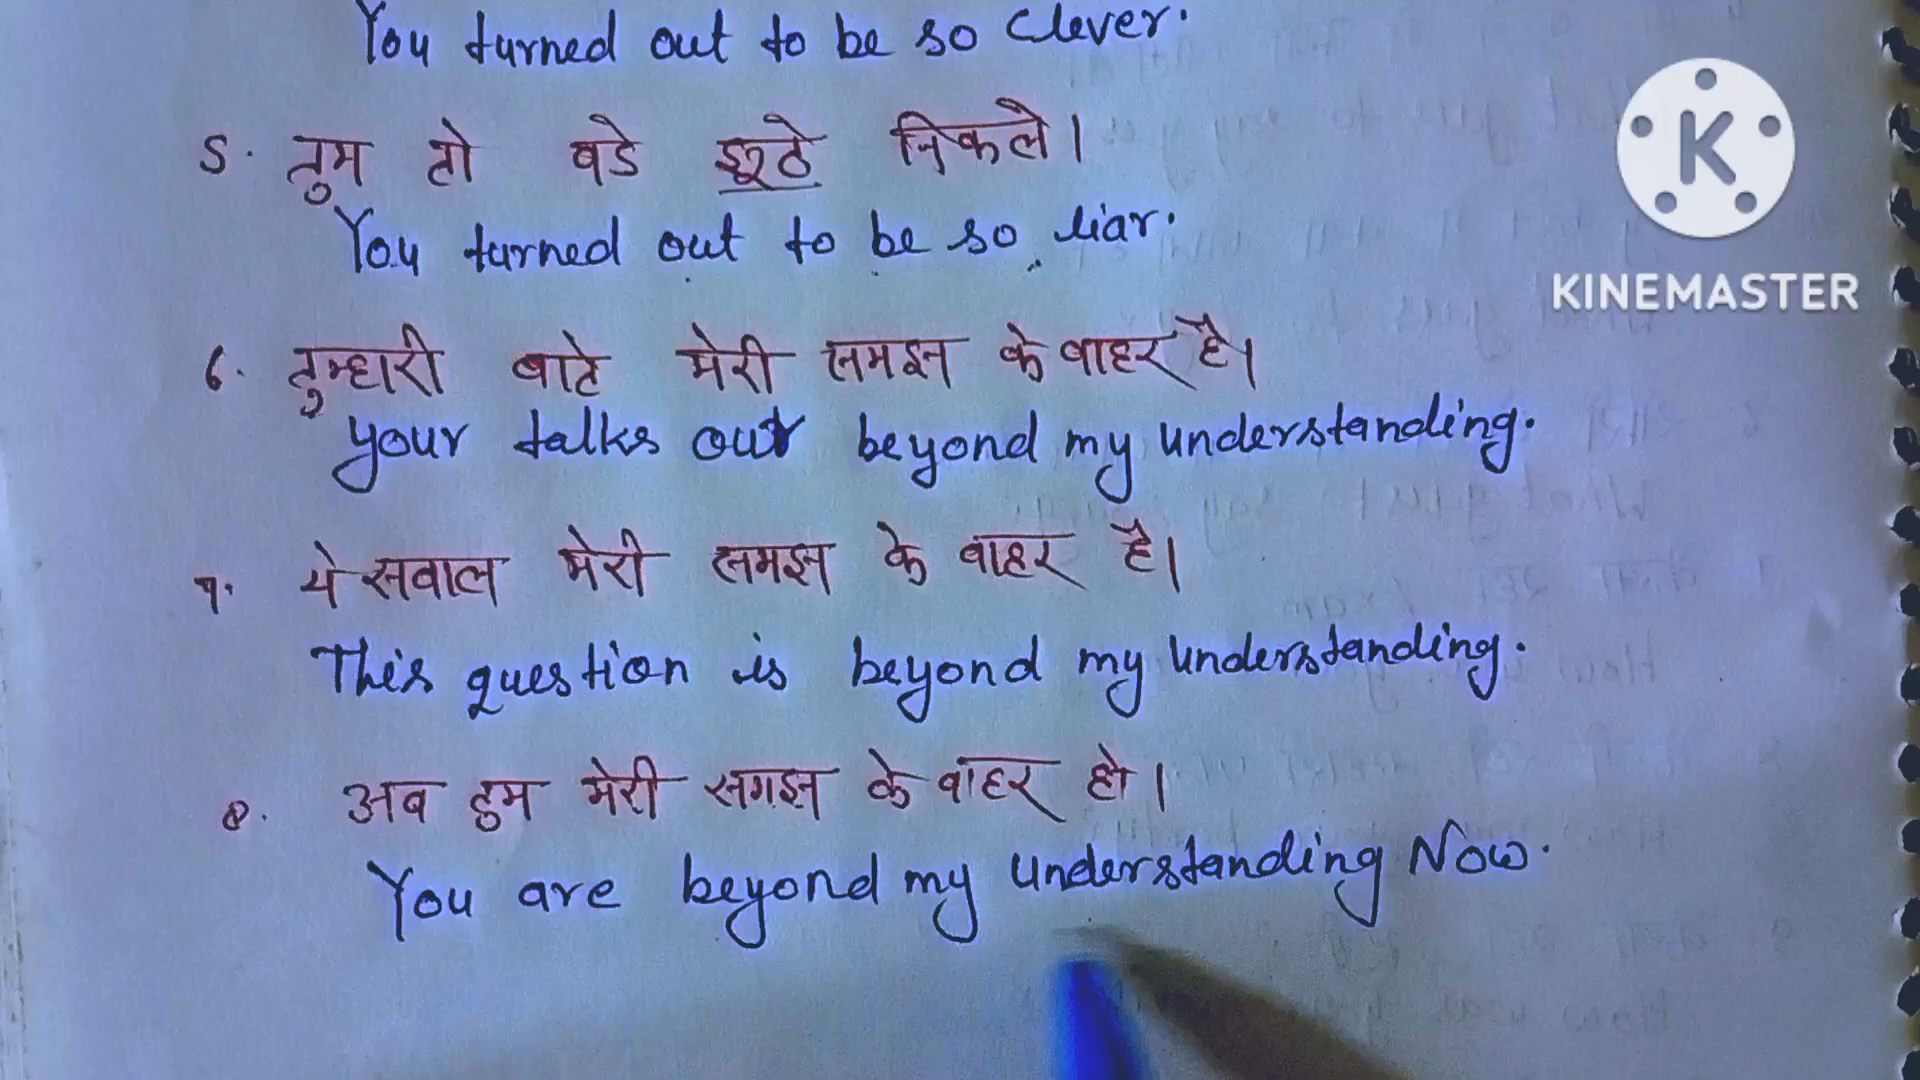 You turned out to be so Clever.
5. तुम तो बडे झूठे निकले।
You turned out to be so liar.
6. तुम्हारी बाते मेरी समझ के बाहर है।
Your talks out beyond my understanding.
7. ये सवाल मेरी समझ के बाहर है।
This question is beyond my understanding.
8. अब तुम मेरी समझ के बाहर हो।
You are beyond my understanding Now.
K
KINEMASTER